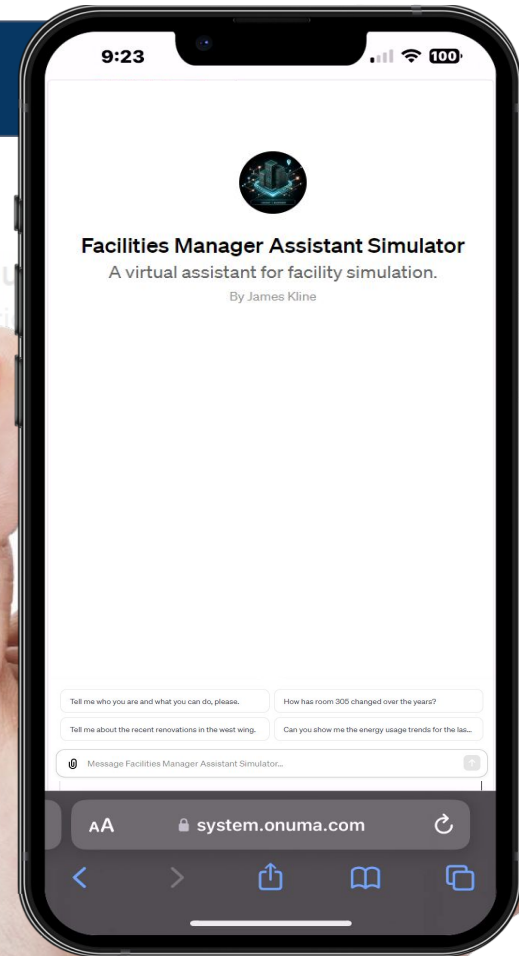 9:23
100
Facilities Manager Assistant Simulator
A virtual assistant for facility simulation.
By James Kline
Tell me who you are and what you can do, please.
How has room 305 changed over the years?
Tell me about the recent renovations in the west wing.
Can you show me the energy usage trends for the las...
Message Facilities Manager Assistant Simulator...
AA
system.onuma.com